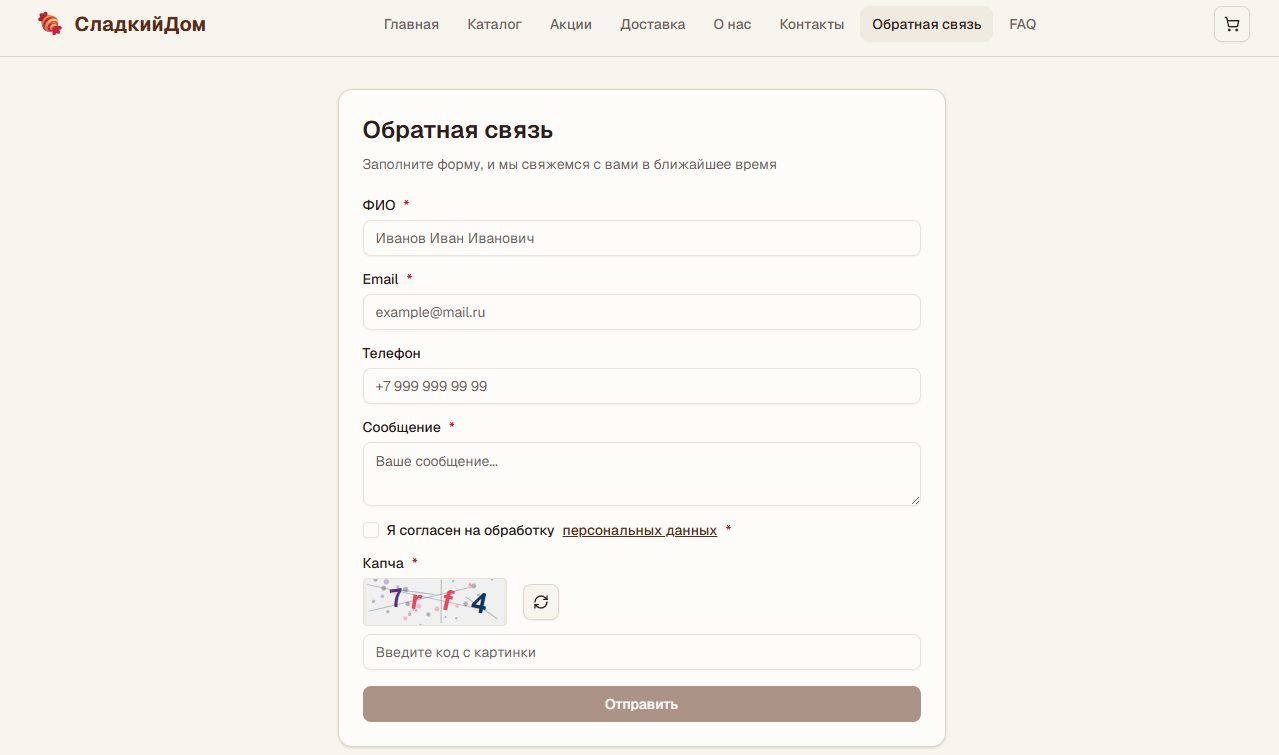 СладкийДом
Главная Каталог Акции Доставка О нас Контакты Обратная связь FAQ
Обратная связь
Заполните форму, и мы свяжемся с вами в ближайшее время
ФИО *
Иванов Иван Иванович
Email *
example@mail.ru
Телефон
+7 999 999 99 99
Сообщение *
Ваше сообщение...
Я согласен на обработку персональных данных *
Капча *
7rf4
Введите код с картинки
Отправить